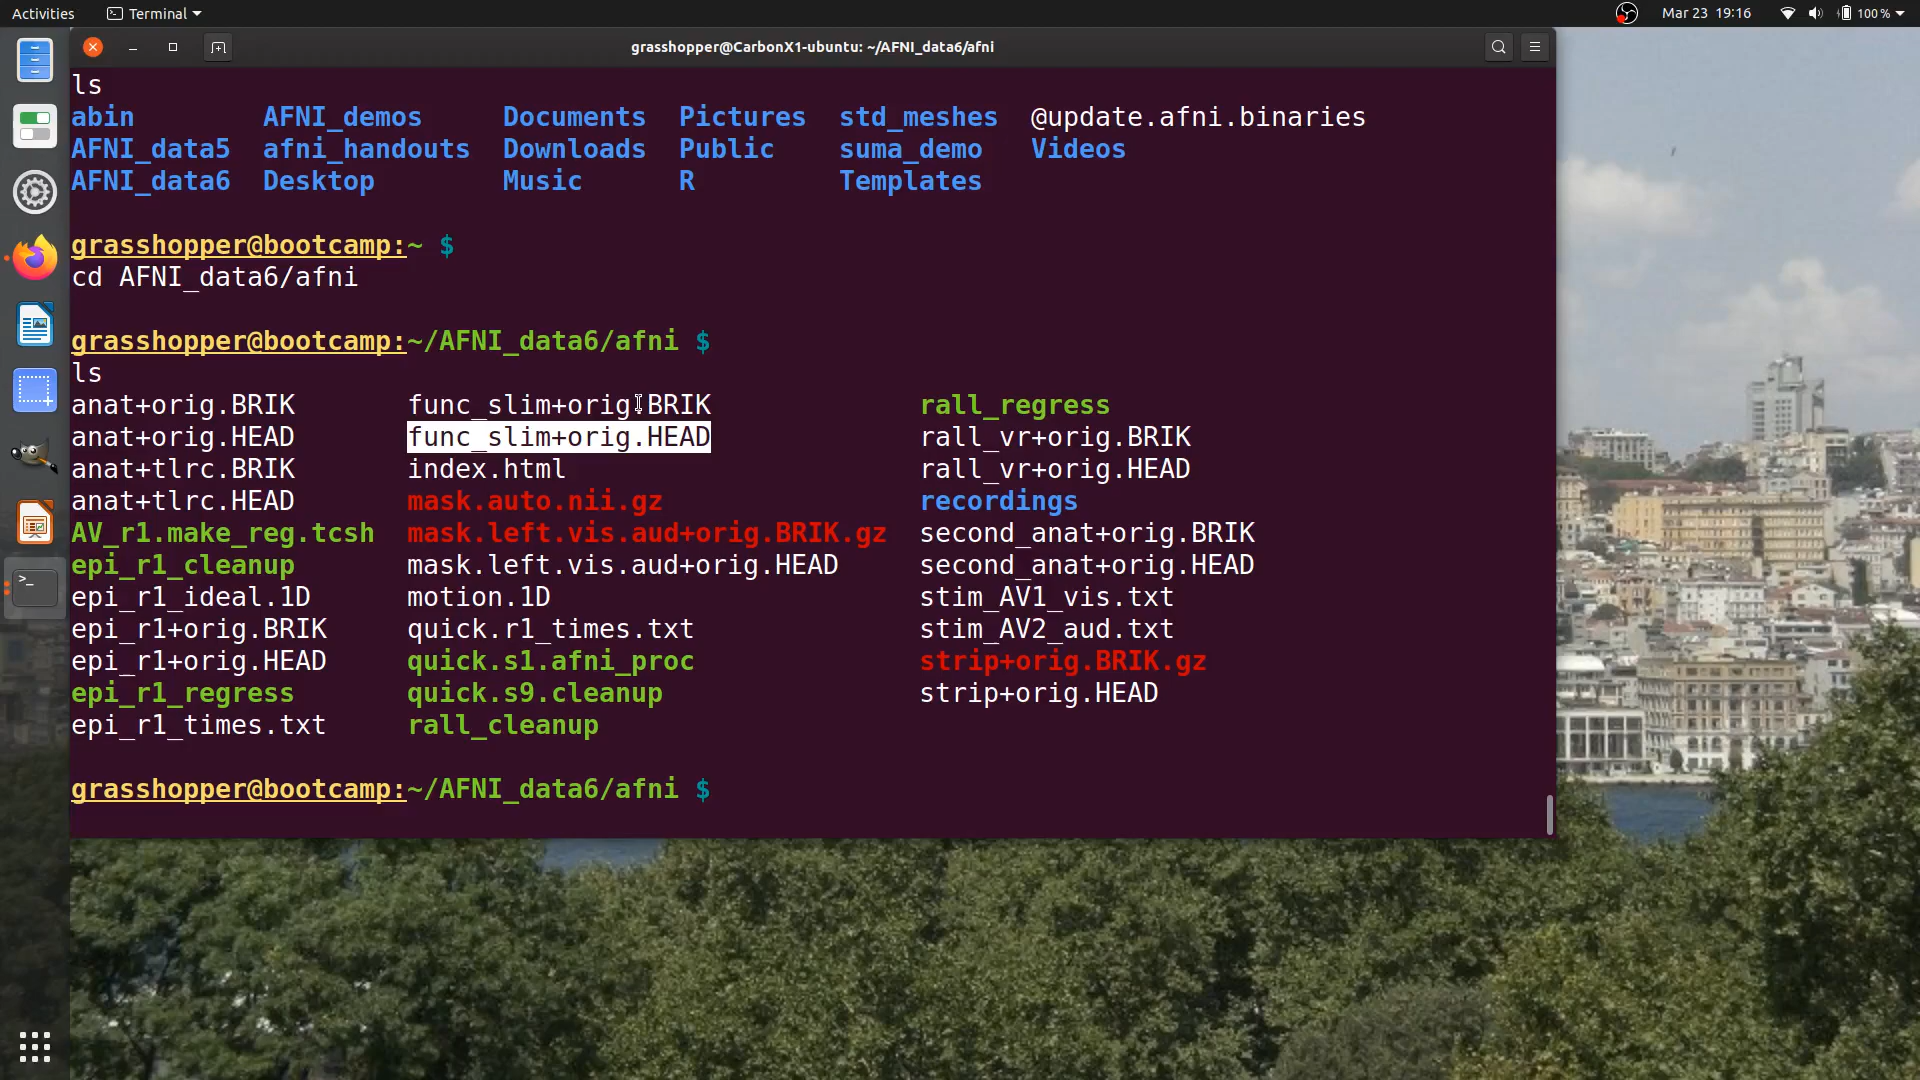 Activities Terminal Mar 23 19:16 100 %
grasshopper@CarbonX1-ubuntu: ~/AFNI_data6/afni
ls
abin AFNI_demos Documents Pictures std_meshes @update.afni.binaries
AFNI_data5 afni_handouts Downloads Public suma_demo Videos
AFNI_data6 Desktop Music R Templates
grasshopper@bootcamp:~ $
cd AFNI_data6/afni
grasshopper@bootcamp:~/AFNI_data6/afni $
ls
anat+orig.BRIK func_slim+orig.BRIK rall_regress
anat+orig.HEAD func_slim+orig.HEAD rall_vr+orig.BRIK
anat+tlrc.BRIK index.html rall_vr+orig.HEAD
anat+tlrc.HEAD mask.auto.nii.gz recordings
AV_r1.make_reg.tcsh mask.left.vis.aud+orig.BRIK.gz second_anat+orig.BRIK
epi_r1_cleanup mask.left.vis.aud+orig.HEAD second_anat+orig.HEAD
epi_r1_ideal.1D motion.1D stim_AV1_vis.txt
epi_r1+orig.BRIK quick.r1_times.txt stim_AV2_aud.txt
epi_r1+orig.HEAD quick.s1.afni_proc strip+orig.BRIK.gz
epi_r1_regress quick.s9.cleanup strip+orig.HEAD
epi_r1_times.txt rall_cleanup
grasshopper@bootcamp:~/AFNI_data6/afni $